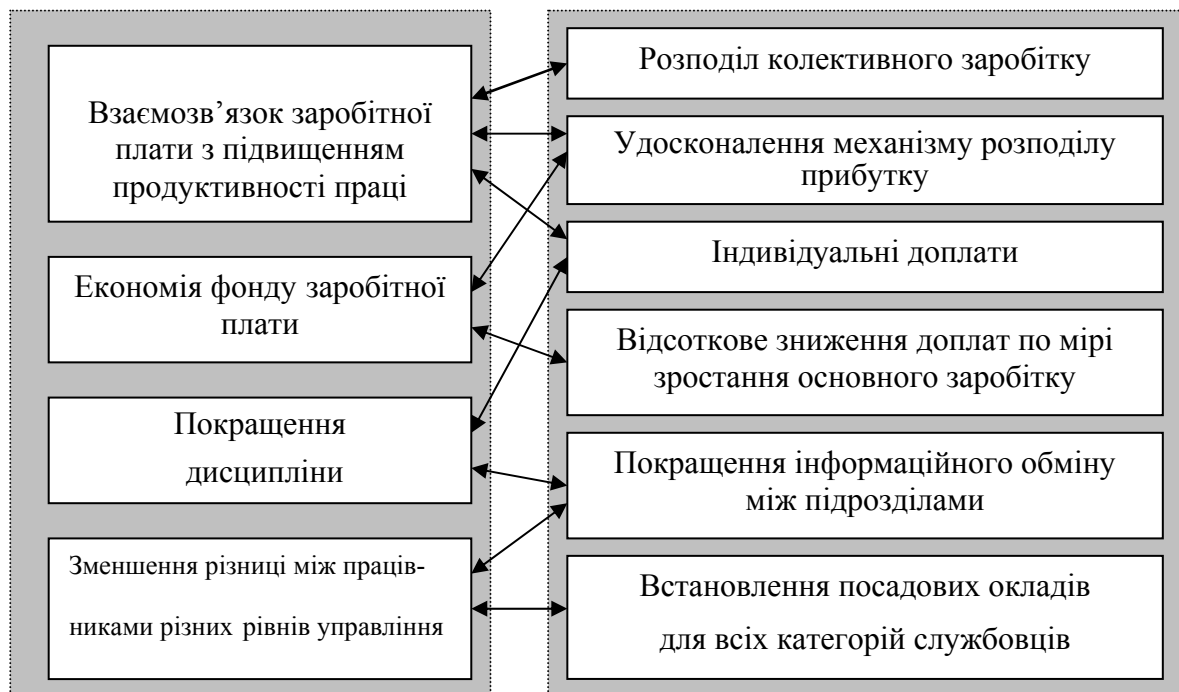 Взаємозв’язок заробітної
плати з підвищенням
продуктивності праці
Економія фонду заробітної
плати
Покращення
дисципліни
Зменшення різниці між праців-
никами різних рівнів управління
Розподіл колективного заробітку
Удосконалення механізму розподілу
прибутку
Індивідуальні доплати
Відсоткове зниження доплат по мірі
зростання основного заробітку
Покращення інформаційного обміну
між підрозділами
Встановлення посадових окладів
для всіх категорій службовців